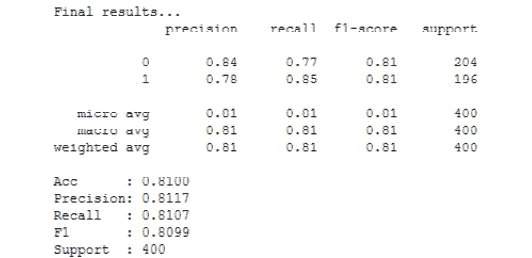 Final results...
precision recall f1-score support
0 0.84 0.77 0.81 204
1 0.78 0.85 0.81 196
micro avg 0.81 0.81 0.81 400
macro avg 0.81 0.81 0.81 400
weighted avg 0.81 0.81 0.81 400
Acc : 0.8100
Precision: 0.8117
Recall : 0.8107
F1 : 0.8099
Support : 400